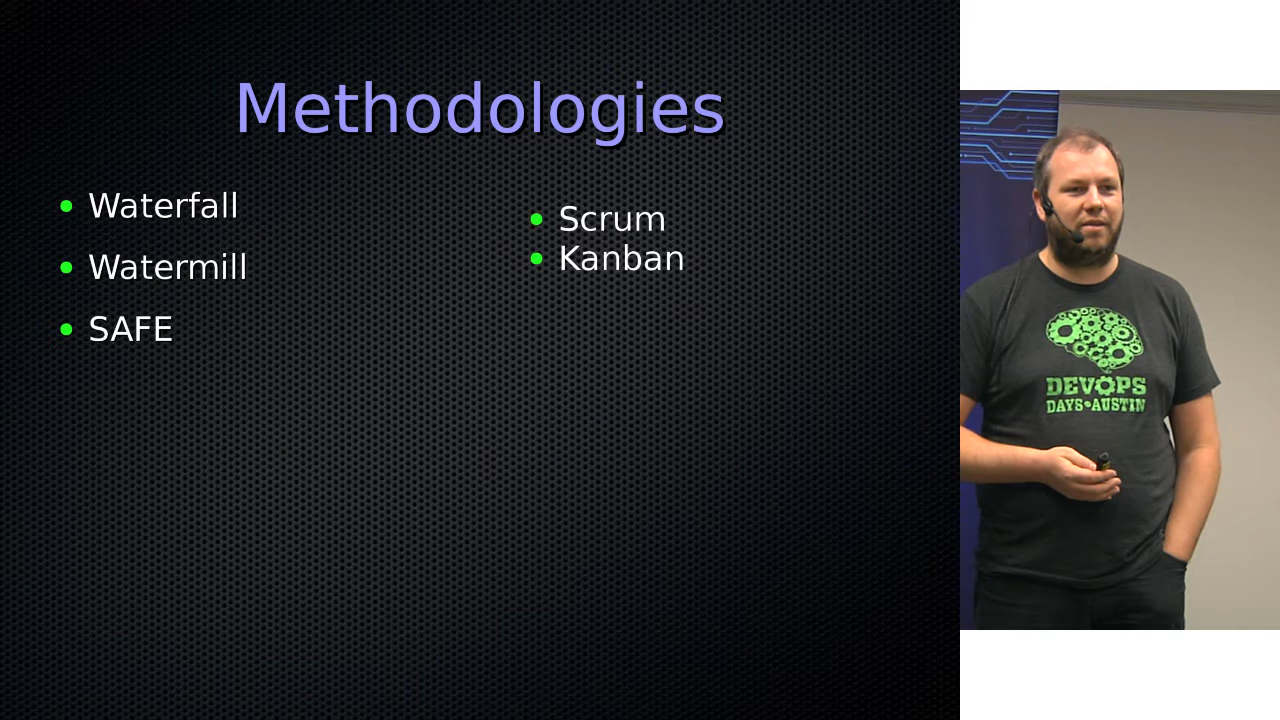 Methodologies
Waterfall
Watermill
SAFE
Scrum
Kanban
DEVOPS
DAYS•AUSTIN